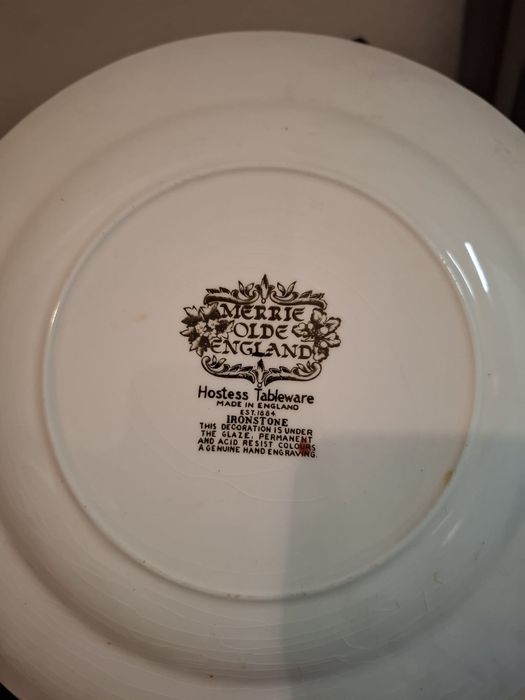 MERRIE
OLDE
ENGLAND
Hostess Tableware
MADE IN ENGLAND
EST. 1884
IRONSTONE
THIS DECORATION IS UNDER
THE GLAZE; PERMANENT
AND ACID RESIST COLOURS
A GENUINE HAND ENGRAVING.